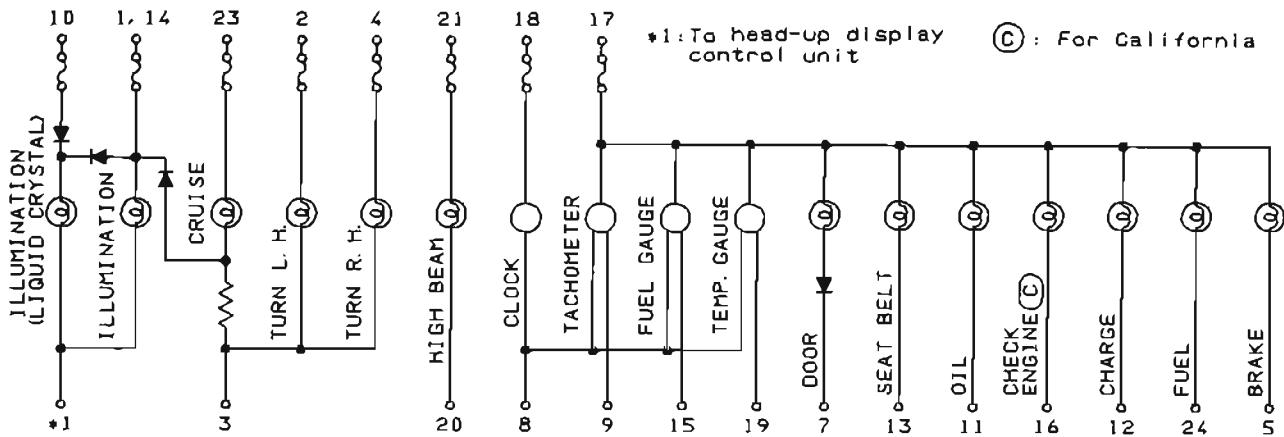 10 1, 14 23 2 4 21 18 17
*1: To head-up display
control unit
C : For California
ILLUMINATION
(LIQUID CRYSTAL)
ILLUMINATION
CRUISE
TURN L. H.
TURN R. H.
HIGH BEAM
CLOCK
TACHOMETER
FUEL GAUGE
TEMP. GAUGE
DOOR
SEAT BELT
OIL
CHECK
ENGINE C
CHARGE
FUEL
BRAKE
*1 3 20 8 9 15 19 7 13 11 16 12 24 5